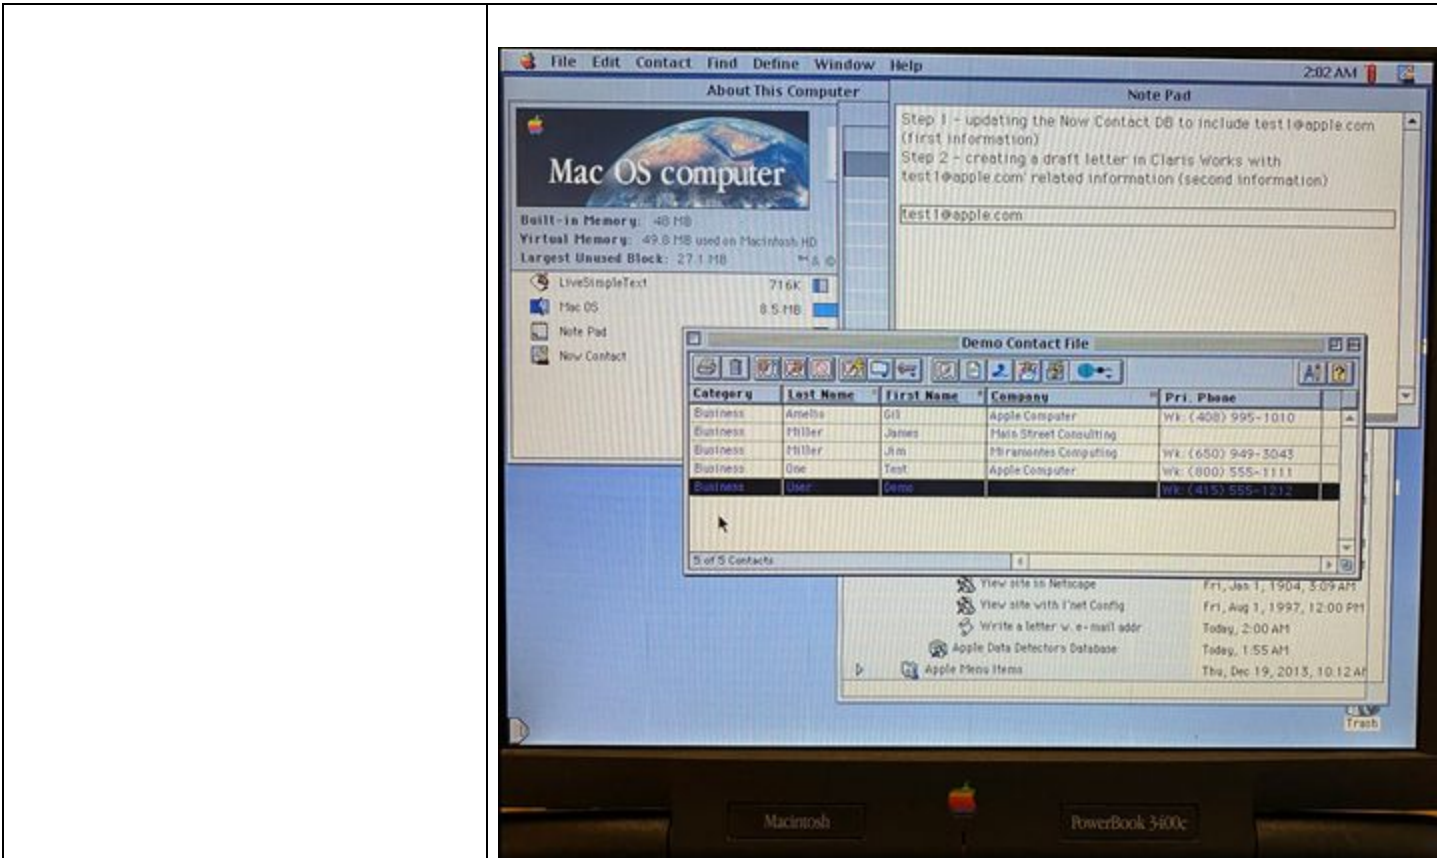 File Edit Contact Find Define Window Help 2:02 AM
About This Computer
Mac OS computer
Built-in Memory: 48 MB
Virtual Memory: 49.8 MB used on Macintosh HD
Largest Unused Block: 27.1 MB
LiveSimpleText 716K
Mac OS 8.5 MB
Note Pad
Now Contact
Note Pad
Step 1 - updating the Now Contact DB to include test1@apple.com
(first information)
Step 2 - creating a draft letter in Claris Works with
test1@apple.com' related information (second information)
test1@apple.com
Demo Contact File
Category Last Name First Name Company Pri. Phone
Business Amelio Gil Apple Computer Wk: (408) 995-1010
Business Miller James Main Street Consulting
Business Miller Jim Miramontes Computing Wk: (650) 949-3043
Business One Test Apple Computer Wk: (800) 555-1111
Business User Demo Wk: (415) 555-1212
5 of 5 Contacts
View site in Netscape Fri, Jan 1, 1904, 3:09 AM
View site with I'net Config Fri, Aug 1, 1997, 12:00 PM
Write a letter w. e-mail addr Today, 2:00 AM
Apple Data Detectors Database Today, 1:55 AM
Apple Menu Items Thu, Dec 19, 2013, 10:12 AM
Trash
Macintosh PowerBook 3400c